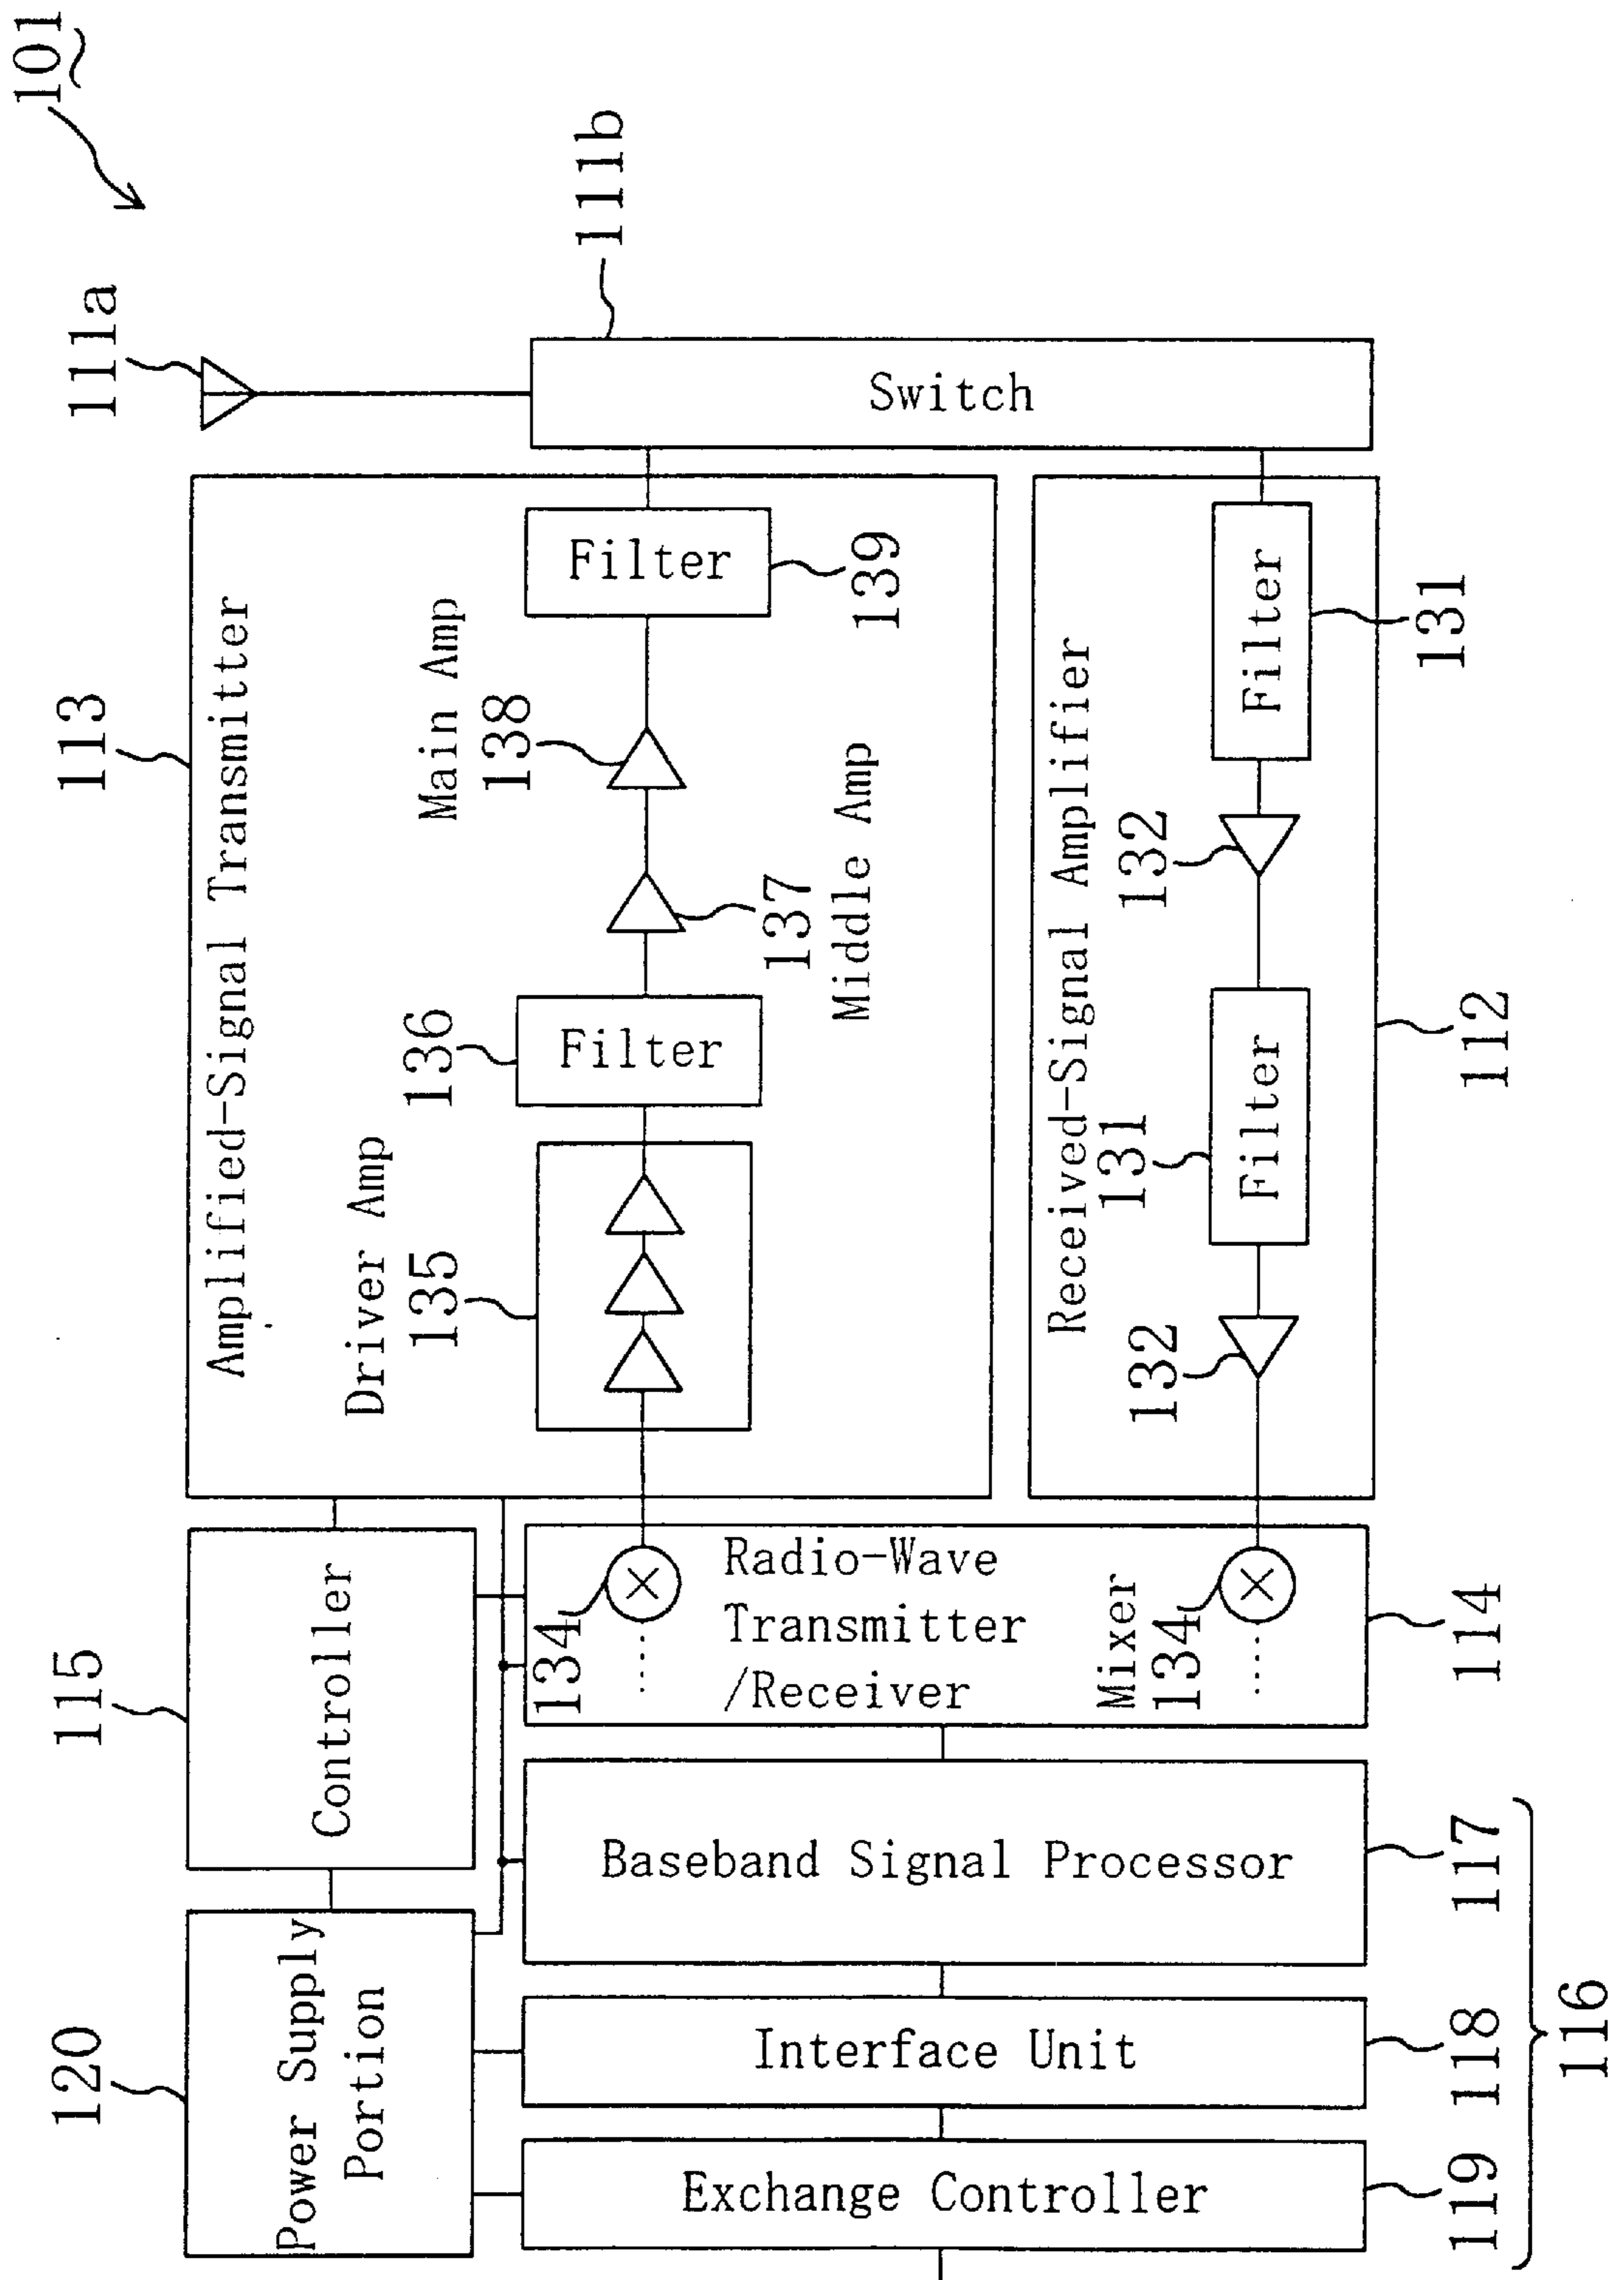 101
111a
111b
Switch
113
Amplified-Signal Transmitter
Driver Amp
135
136
Filter
137
Middle Amp
Main Amp
138
Filter
139
Received-Signal Amplifier
Filter
131
132
Filter
131
132
112
115
Controller
134
Radio-Wave
Transmitter
/Receiver
Mixer
134
114
120
Power Supply
Portion
Baseband Signal Processor
117
Interface Unit
118
Exchange Controller
119
116